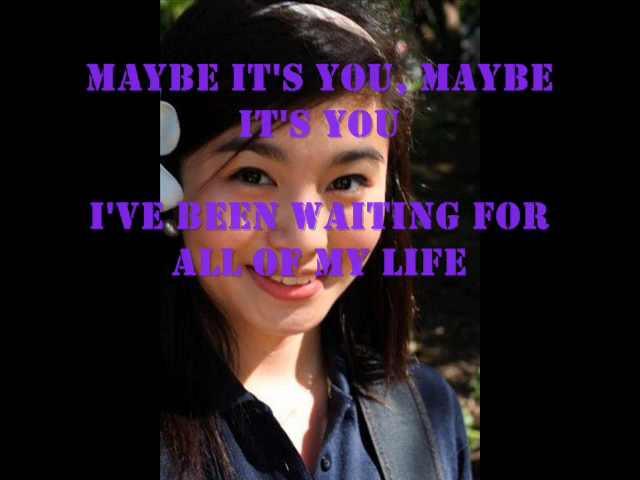 MAYBE IT'S YOU, MAYBE
IT'S YOU
I'VE BEEN WAITING FOR
ALL OF MY LIFE